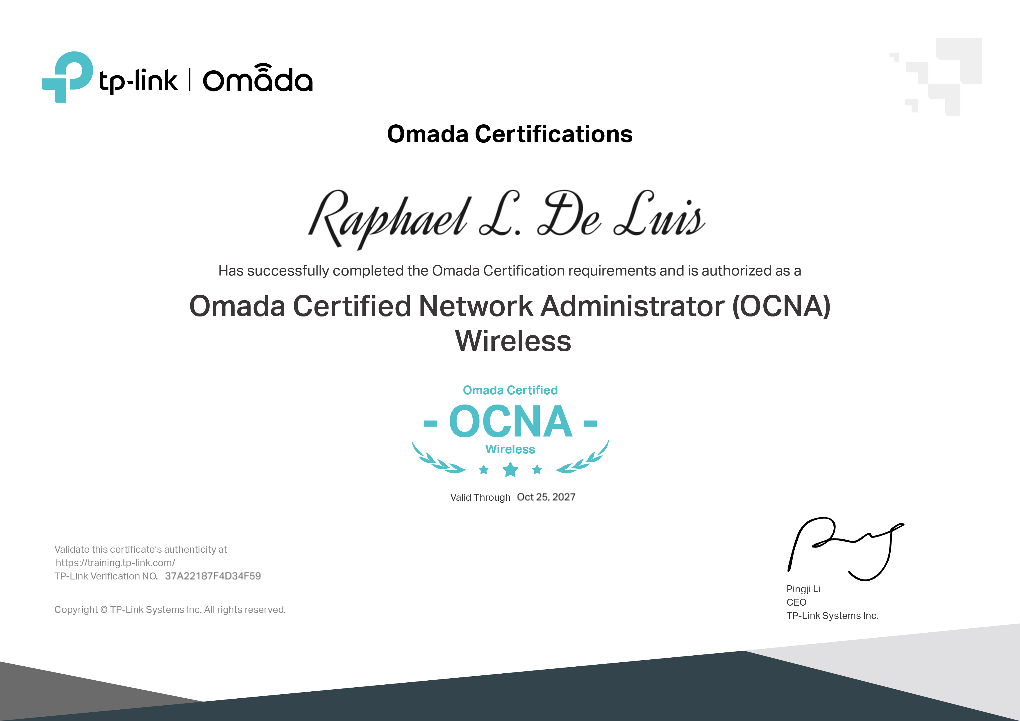 tp-link | Omada
Omada Certifications
Raphael L. De Luis
Has successfully completed the Omada Certification requirements and is authorized as a
Omada Certified Network Administrator (OCNA)
Wireless
Omada Certified
- OCNA -
Wireless
Valid Through Oct 25, 2027
Validate this certificate's authenticity at
https://training.tp-link.com/
TP-Link Verification NO. 37A22187F4D34F59
Copyright © TP-Link Systems Inc. All rights reserved.
Pingji Li
CEO
TP-Link Systems Inc.